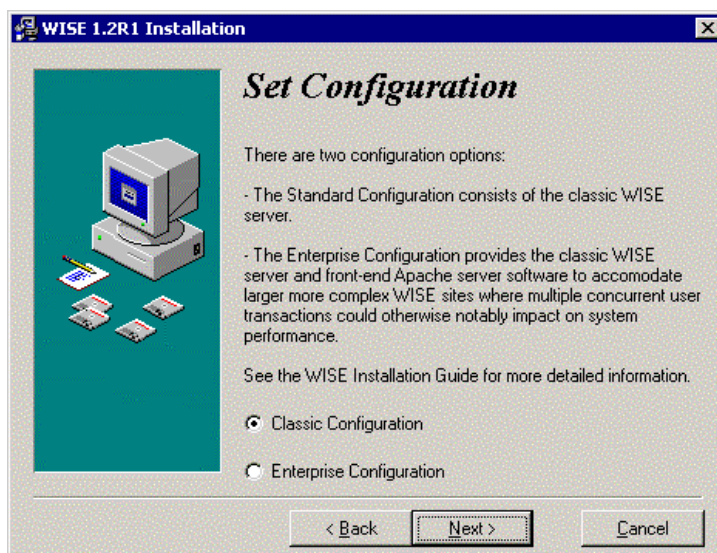 WISE 1.2R1 Installation
Set Configuration
There are two configuration options:
- The Standard Configuration consists of the classic WISE
server.
- The Enterprise Configuration provides the classic WISE
server and front-end Apache server software to accomodate
larger more complex WISE sites where multiple concurrent user
transactions could otherwise notably impact on system
performance.
See the WISE Installation Guide for more detailed information.
Classic Configuration
Enterprise Configuration
< Back
Next >
Cancel